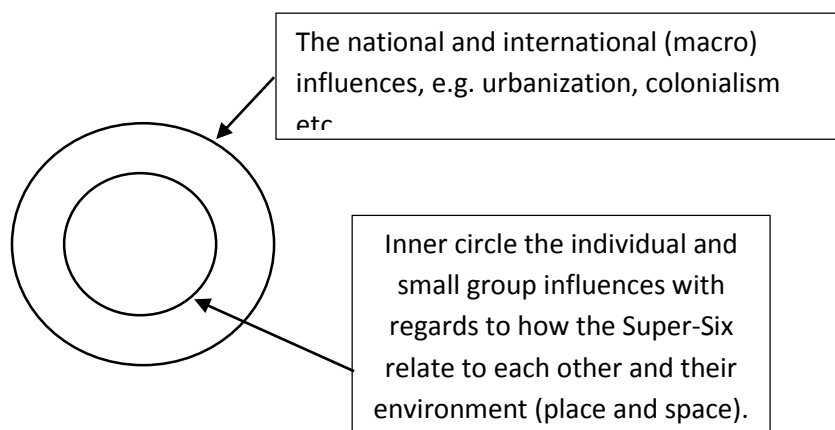 The national and international (macro)
influences, e.g. urbanization, colonialism
etc
Inner circle the individual and
small group influences with
regards to how the Super-Six
relate to each other and their
environment (place and space).